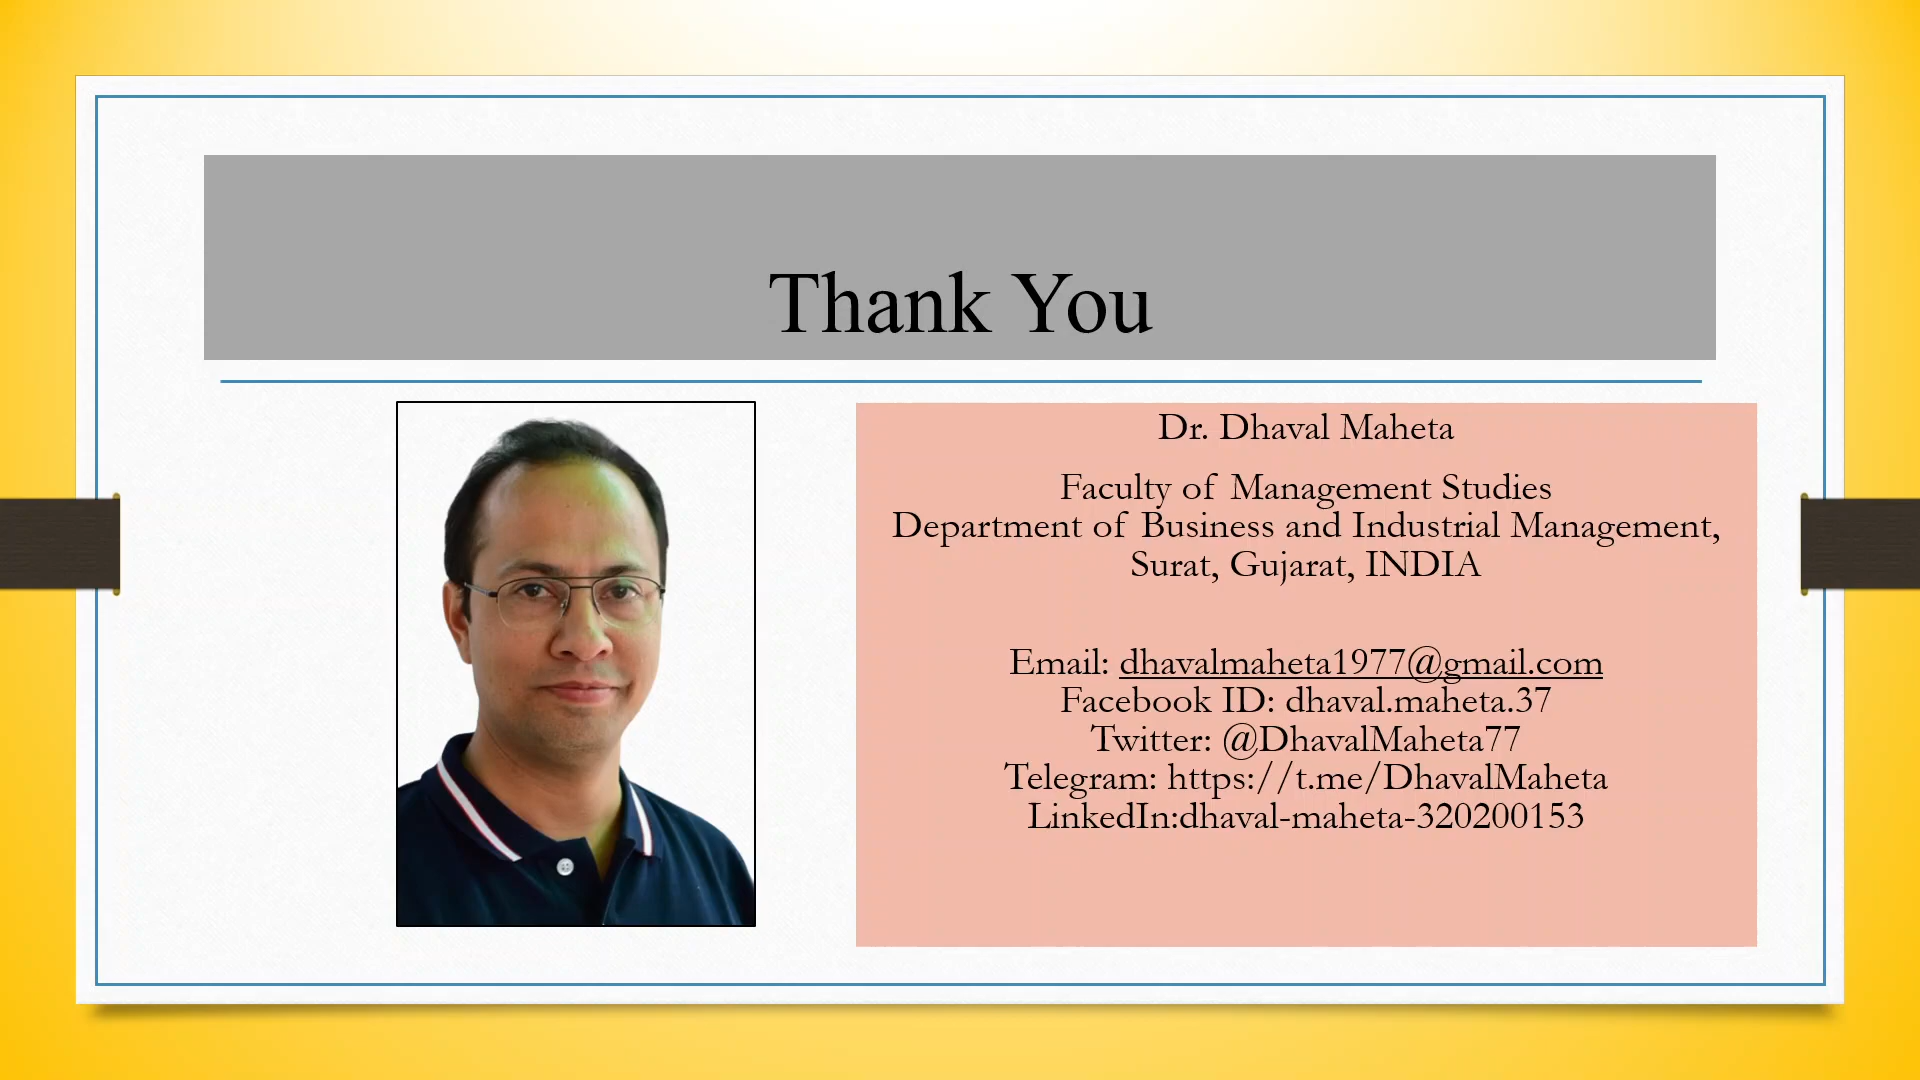 Thank You
Dr. Dhaval Maheta
Faculty of Management Studies
Department of Business and Industrial Management,
Surat, Gujarat, INDIA
Email: dhavalmaheta1977@gmail.com
Facebook ID: dhaval.maheta.37
Twitter: @DhavalMaheta77
Telegram: https://t.me/DhavalMaheta
LinkedIn:dhaval-maheta-320200153